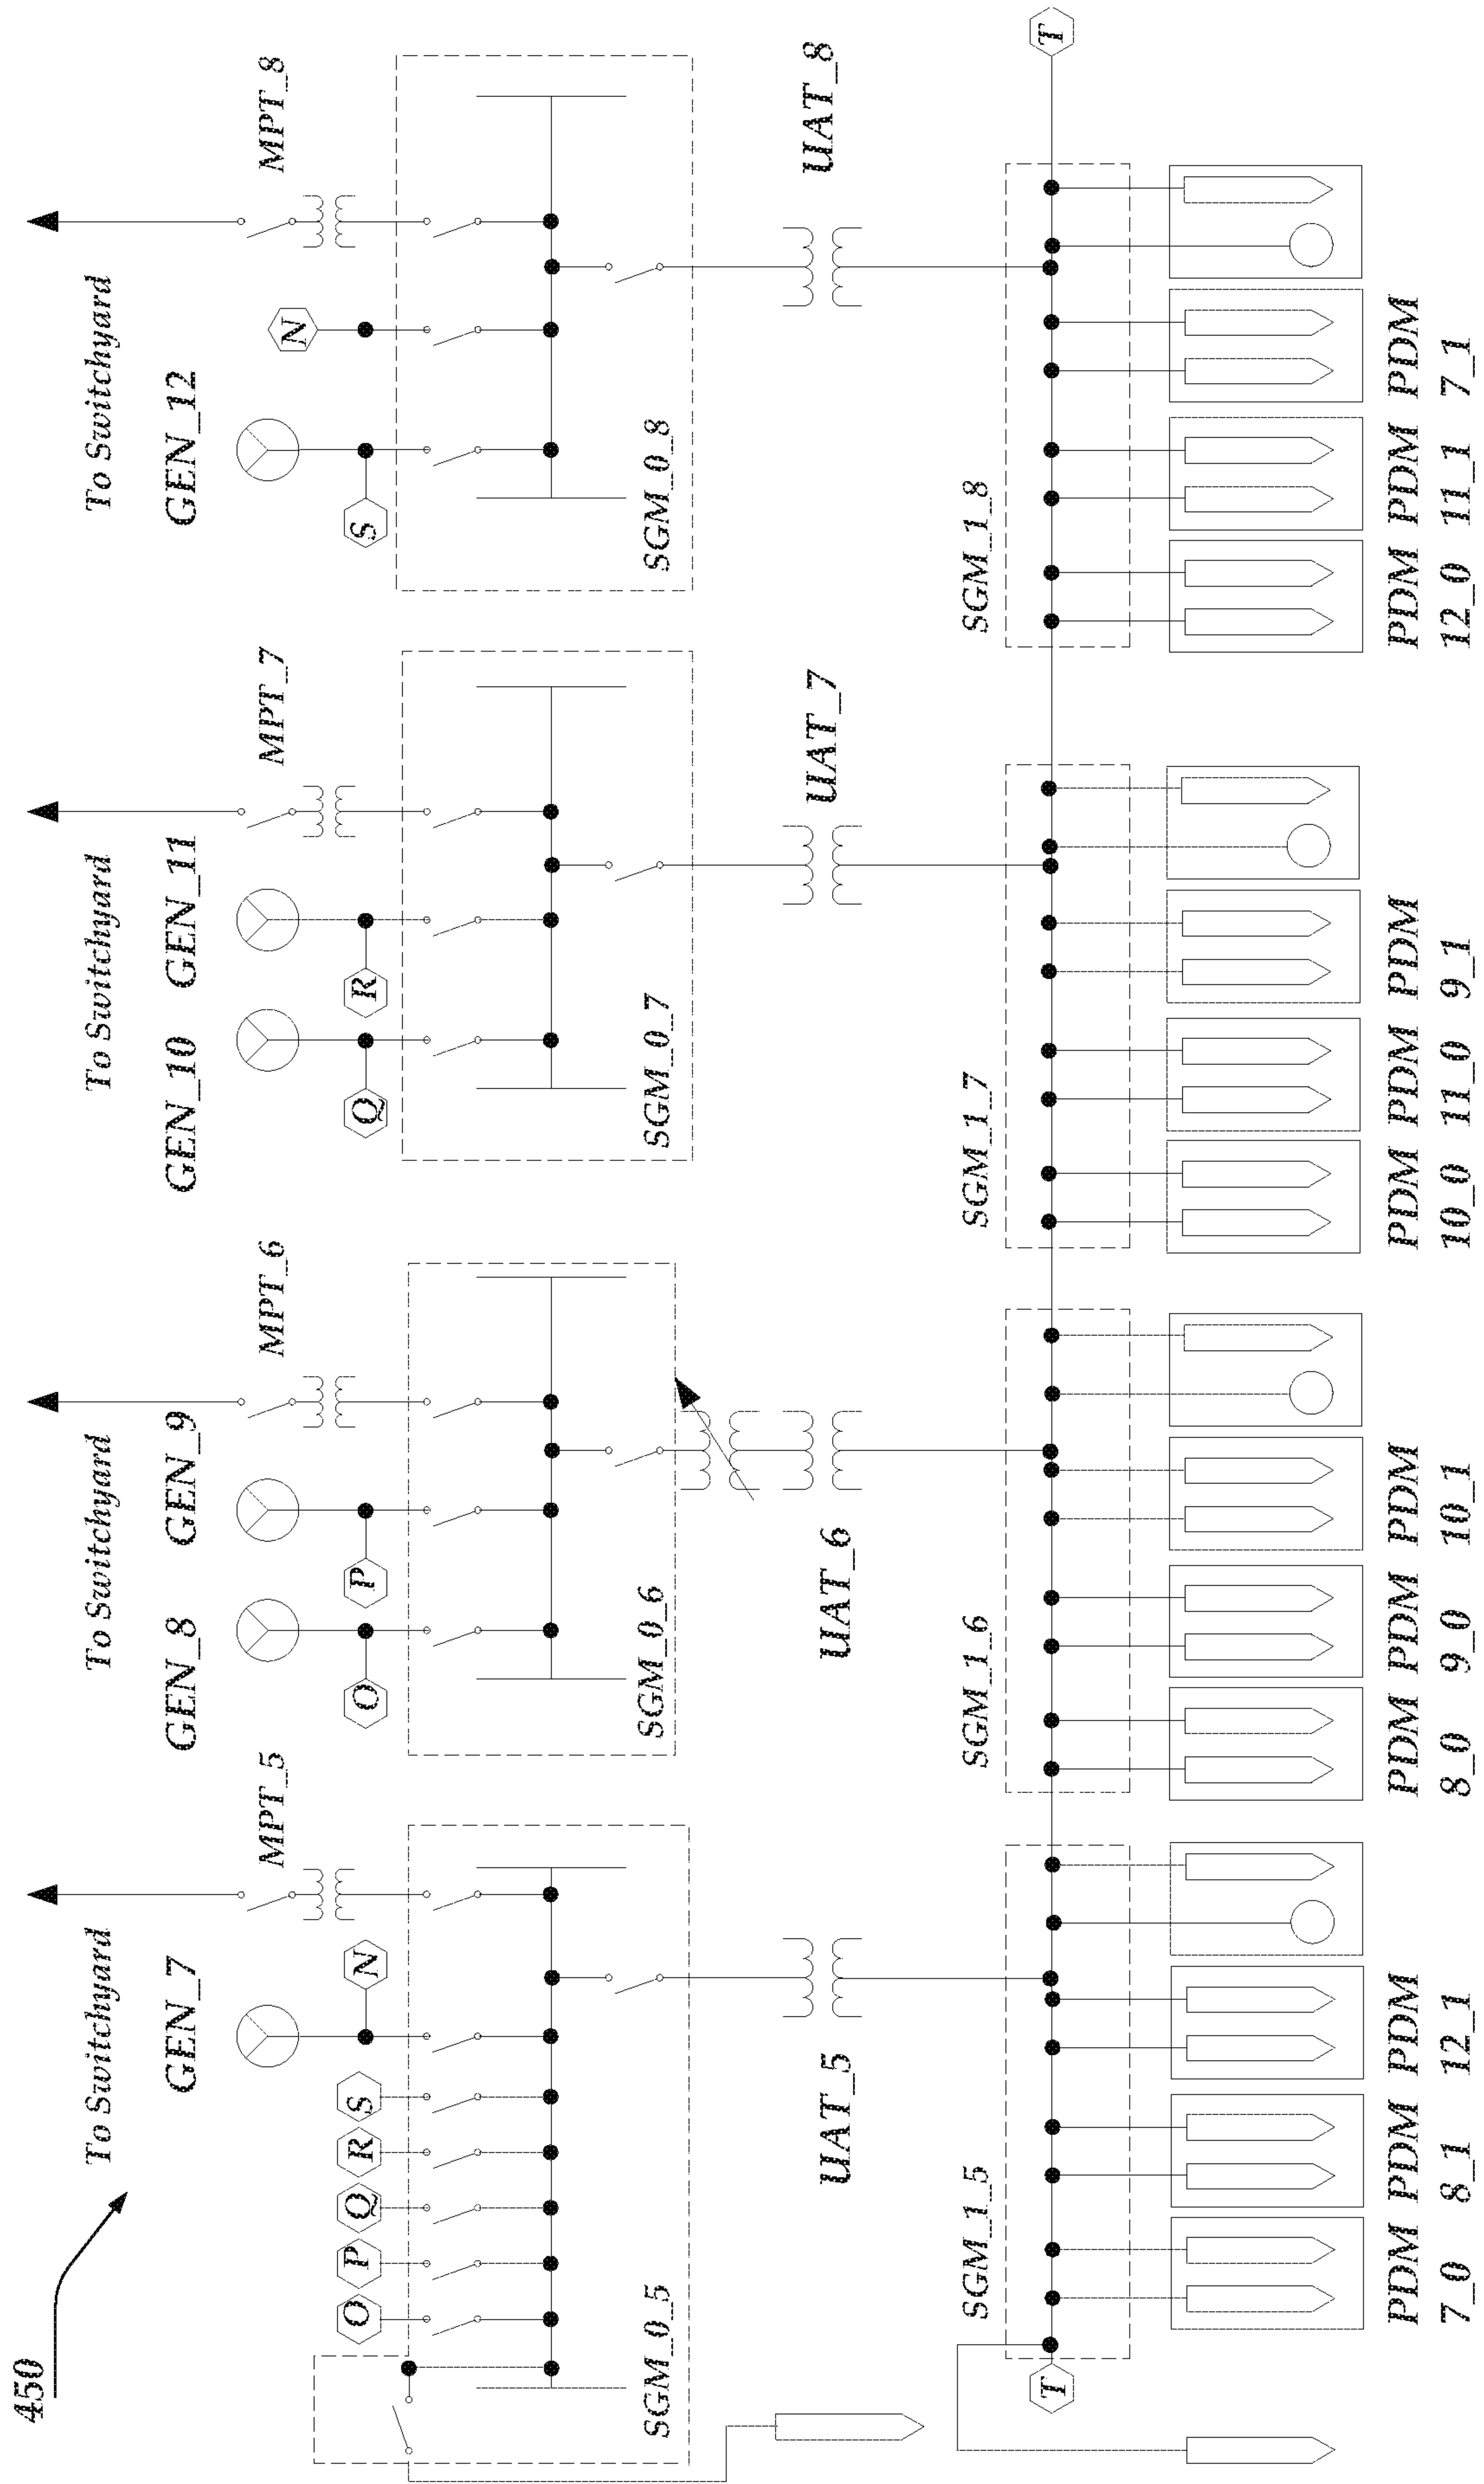 450
To Switchyard
To Switchyard
To Switchyard
To Switchyard
GEN_7
GEN_8
GEN_9
GEN_10
GEN_11
GEN_12
MPT_5
MPT_6
MPT_7
MPT_8
O
P
Q
R
S
N
O
P
Q
R
S
N
SGM_0_5
SGM_0_6
SGM_0_7
SGM_0_8
UAT_5
UAT_6
UAT_7
UAT_8
SGM_1_5
SGM_1_6
SGM_1_7
SGM_1_8
T
T
PDM PDM PDM
7_0 8_1 12_1
PDM PDM PDM
8_0 9_0 10_1
PDM PDM PDM
10_0 11_0 9_1
PDM PDM PDM
12_0 11_1 7_1